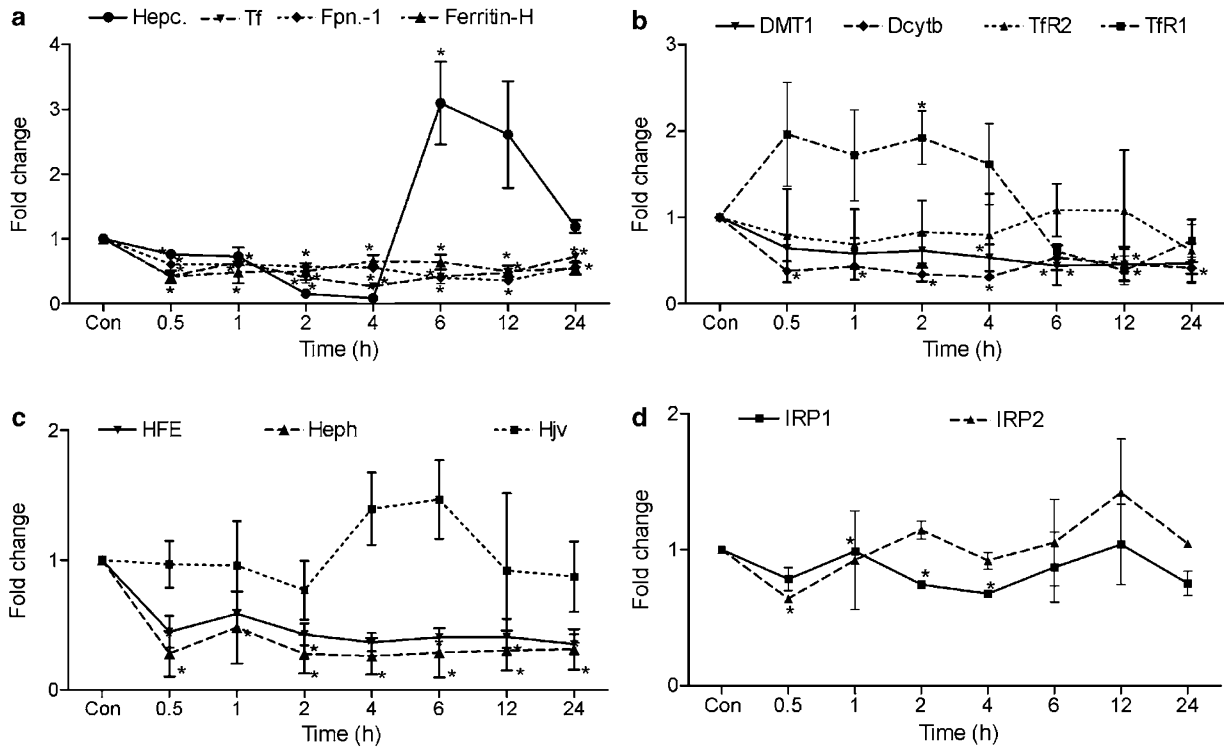 a
Hepc. Tf Fpn.-1 Ferritin-H
4
3
2
1
0
Fold change
Con 0.5 1 2 4 6 12 24
Time (h)
b
DMT1 Dcytb TfR2 TfR1
3
2
1
0
Fold change
Con 0.5 1 2 4 6 12 24
Time (h)
c
HFE Heph Hjv
2
1
0
Fold change
Con 0.5 1 2 4 6 12 24
Time (h)
d
IRP1 IRP2
2
1
0
Fold change
Con 0.5 1 2 4 6 12 24
Time (h)